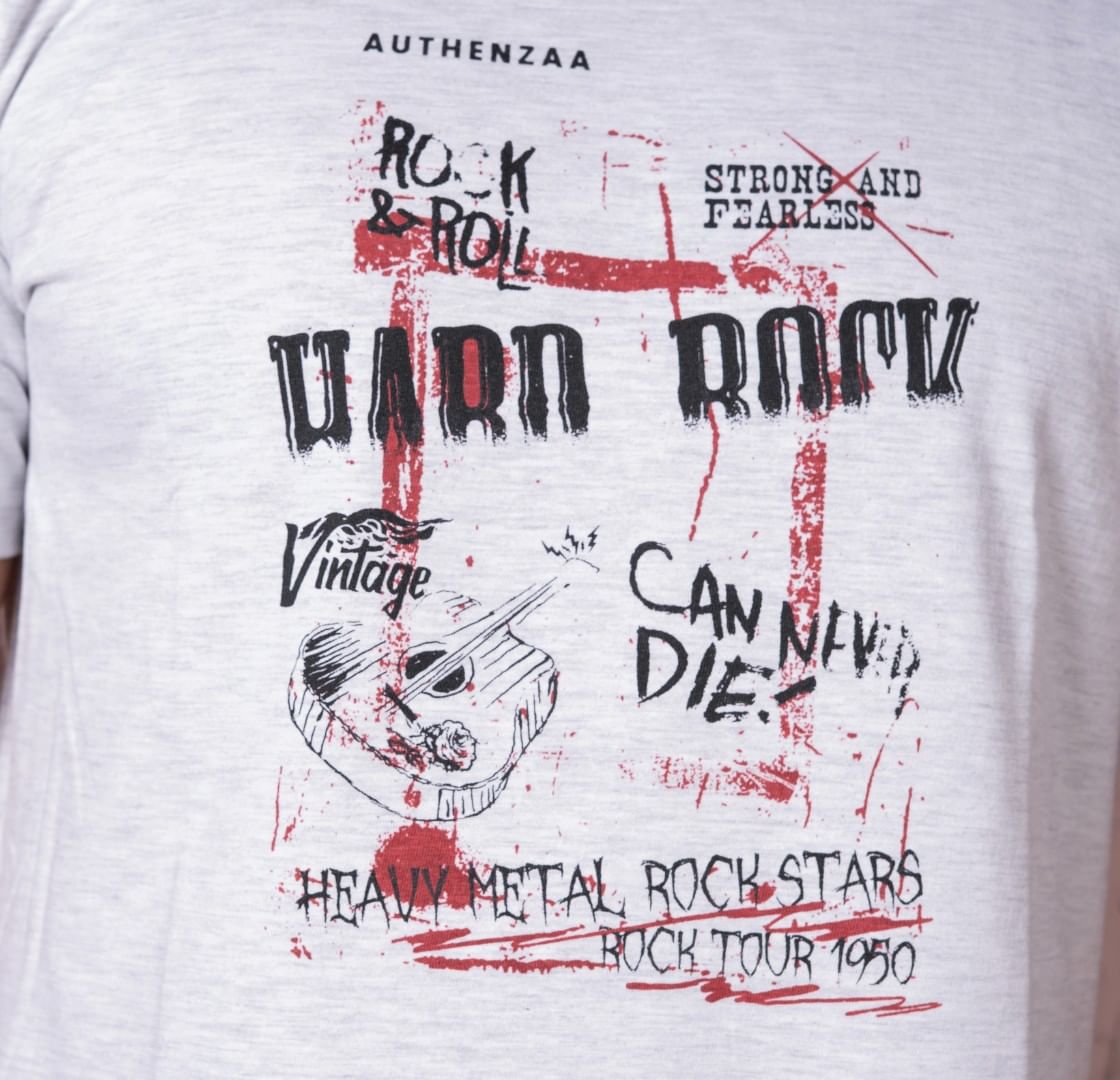 AUTHENZAA
ROCK
& ROLL
STRONG AND
FEARLESS
HARD ROCK
Vintage
CAN NEVER
DIE.-
HEAVY METAL ROCK STARS
ROCK TOUR 1950